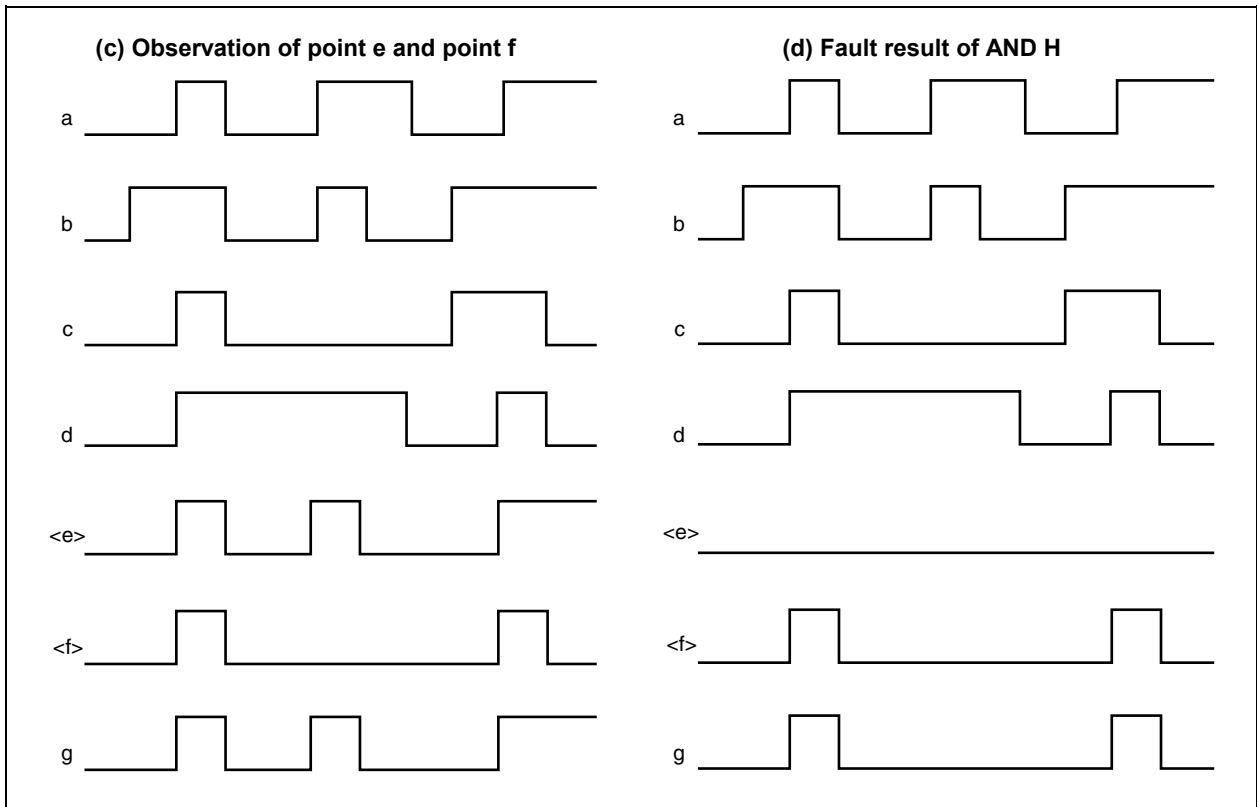 (c) Observation of point e and point f
a
b
c
d
<e>
<f>
g
(d) Fault result of AND H
a
b
c
d
<e>
<f>
g